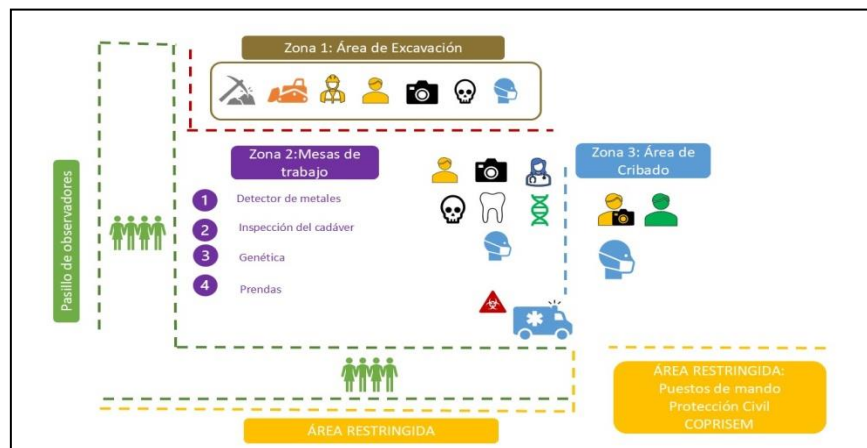 Zona 1: Área de Excavación
Pasillo de observadores
Zona 2:Mesas de
trabajo
1 Detector de metales
2 Inspección del cadáver
3 Genética
4 Prendas
Zona 3: Área de
Cribado
ÁREA RESTRINGIDA
ÁREA RESTRINGIDA:
Puestos de mando
Protección Civil
COPRISEM